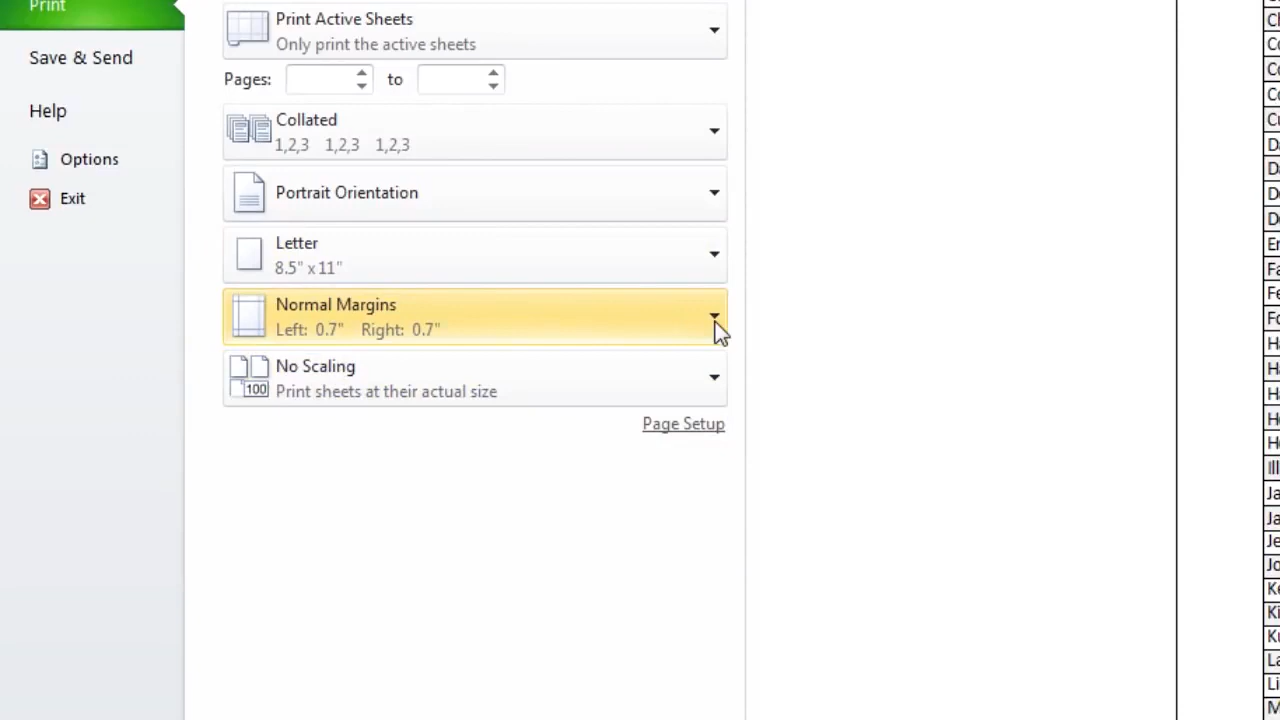 Print
Print Active Sheets
Only print the active sheets
Save & Send
Pages: to
Help
Collated
1,2,3 1,2,3 1,2,3
Options
Portrait Orientation
Exit
Letter
8.5" x 11"
Normal Margins
Left: 0.7" Right: 0.7"
No Scaling
100
Print sheets at their actual size
Page Setup